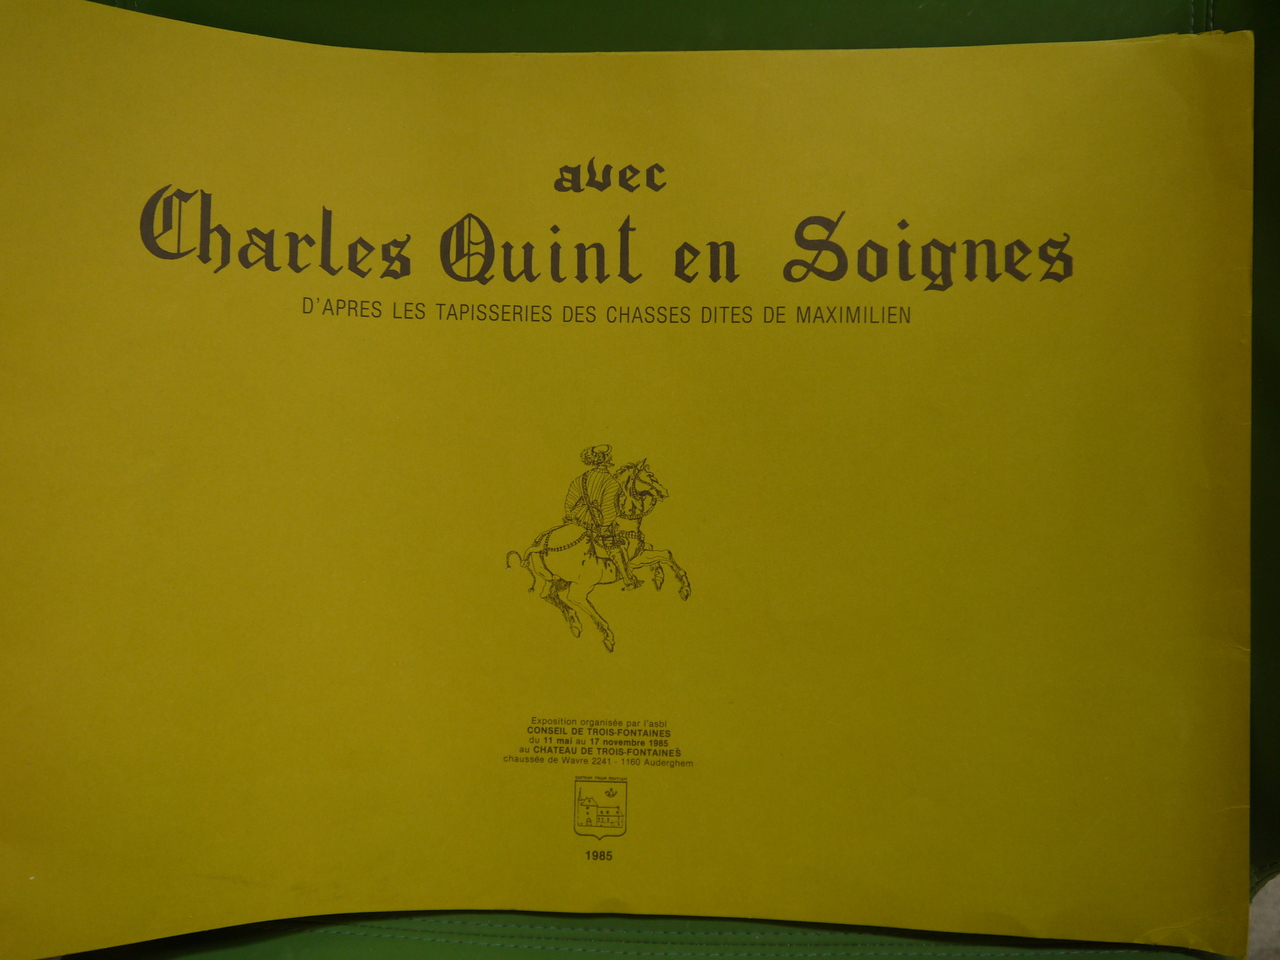 avec
Charles Quint en Soignes
D'APRES LES TAPISSERIES DES CHASSES DITES DE MAXIMILIEN
Exposition organisée par l'asbl
CONSEIL DE TROIS-FONTAINES
du 11 mai au 17 novembre 1985
au CHATEAU DE TROIS-FONTAINES
chaussée de Wavre 2241 - 1160 Auderghem
1985